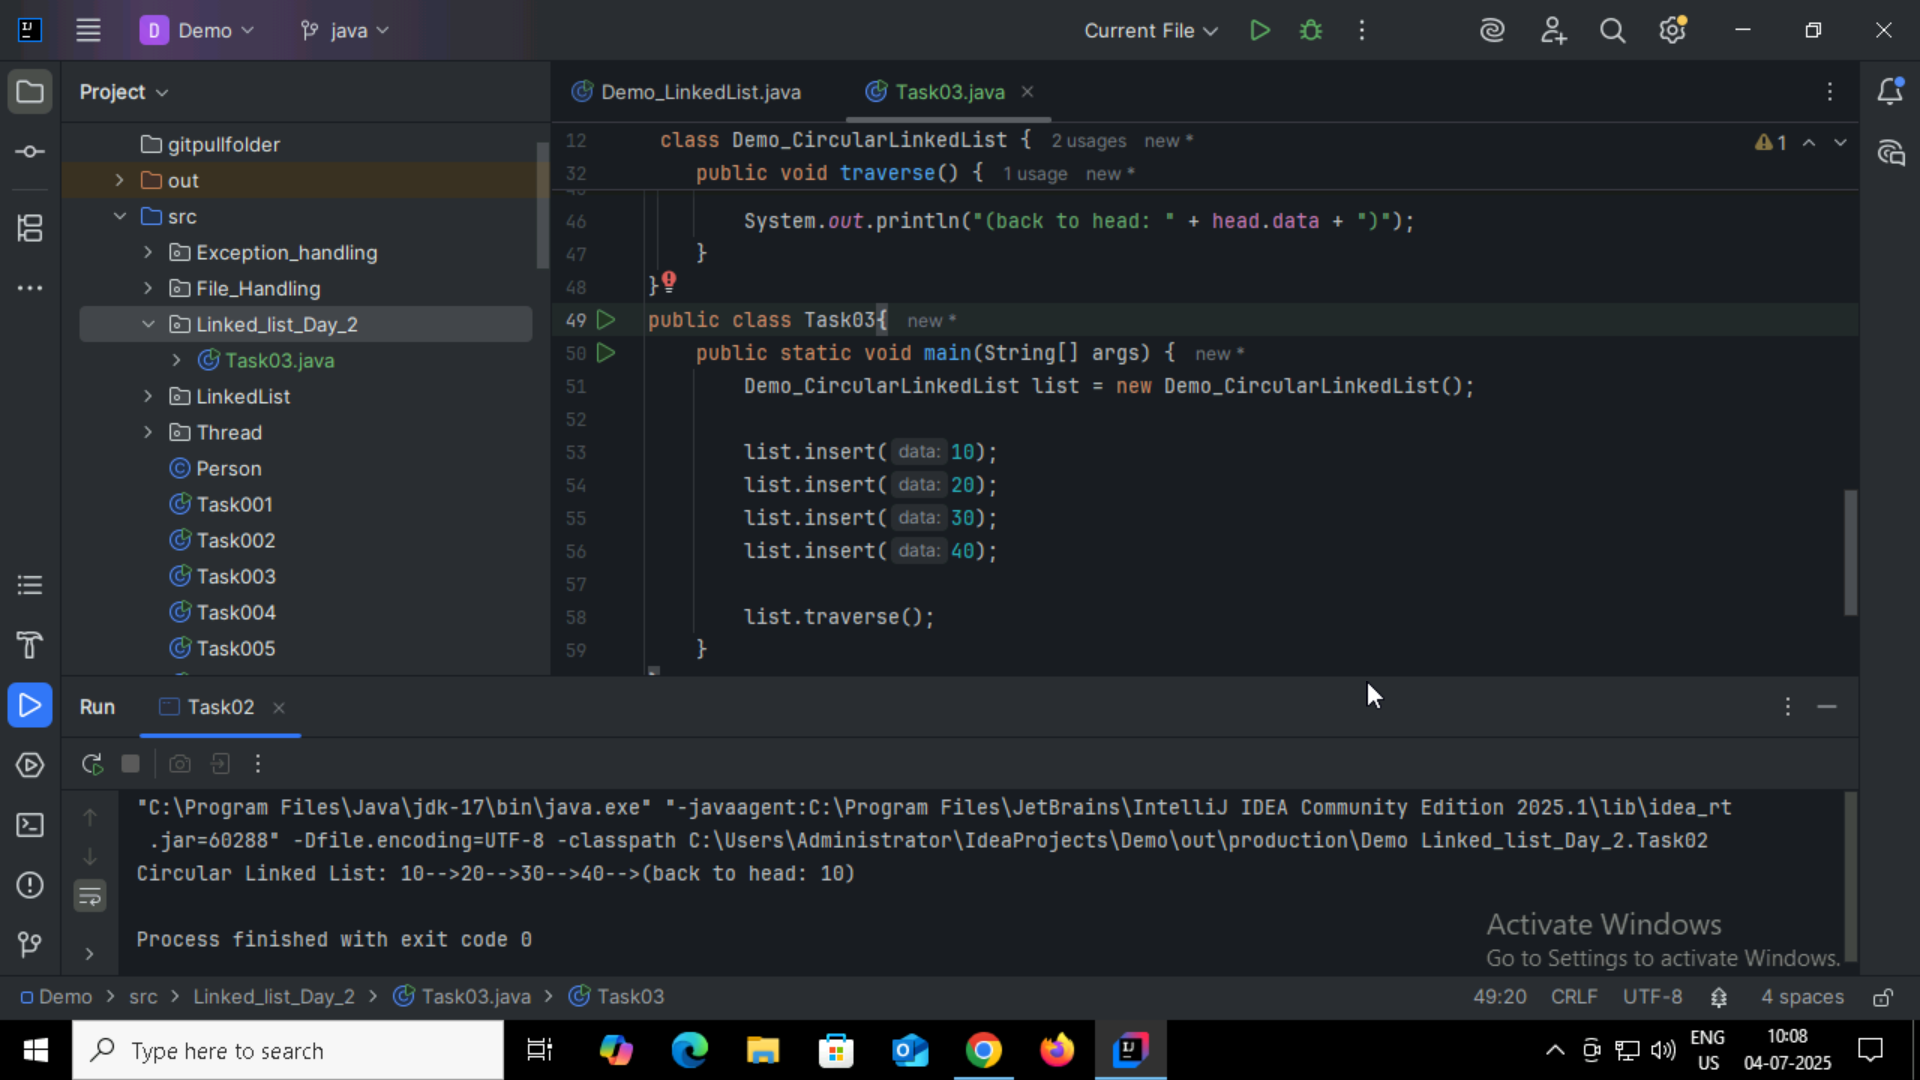 D Demo java Current File
Project
Demo_LinkedList.java Task03.java
gitpullfolder
out
src
Exception_handling
File_Handling
Linked_list_Day_2
Task03.java
LinkedList
Thread
Person
Task001
Task002
Task003
Task004
Task005
12 class Demo_CircularLinkedList { 2 usages new *
1
32 public void traverse() { 1 usage new *
46 System.out.println("(back to head: " + head.data + ")");
47 }
48 }
49 public class Task03{ new *
50 public static void main(String[] args) { new *
51 Demo_CircularLinkedList list = new Demo_CircularLinkedList();
52
53 list.insert( data: 10);
54 list.insert( data: 20);
55 list.insert( data: 30);
56 list.insert( data: 40);
57
58 list.traverse();
59 }
Run Task02
"C:\Program Files\Java\jdk-17\bin\java.exe" "-javaagent:C:\Program Files\JetBrains\IntelliJ IDEA Community Edition 2025.1\lib\idea_rt
.jar=60288" -Dfile.encoding=UTF-8 -classpath C:\Users\Administrator\IdeaProjects\Demo\out\production\Demo Linked_list_Day_2.Task02
Circular Linked List: 10-->20-->30-->40-->(back to head: 10)
Process finished with exit code 0
Activate Windows
Go to Settings to activate Windows.
Demo > src > Linked_list_Day_2 > Task03.java > Task03
49:20 CRLF UTF-8 4 spaces
Type here to search
ENG
US
10:08
04-07-2025